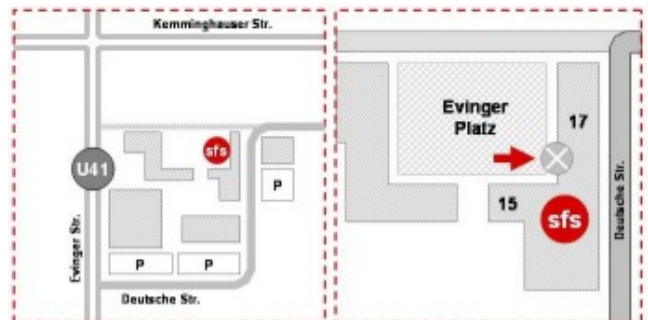 Kemminghauser Str.
sfs
U41
P
P
P
Evinger Str.
Deutsche Str.
Evinger
Platz
17
15
sfs
Deutsche Str.